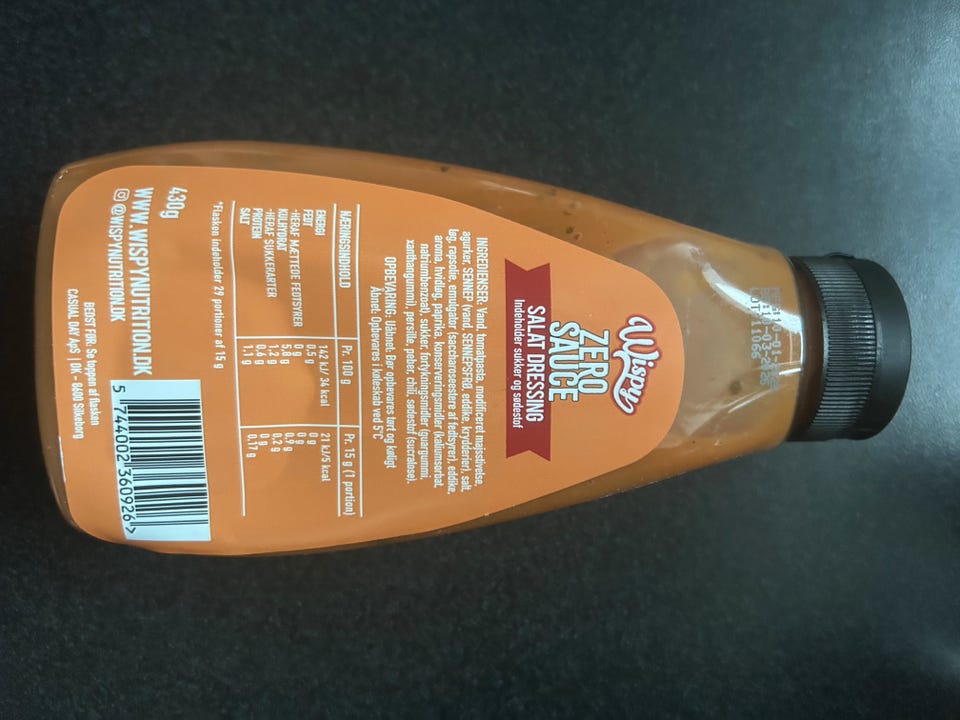 Wispy
ZERO
SAUCE
SALAT DRESSING
Indeholder sukker og sødestof
INGREDIENSER: Vand, tomatpasta, modificeret majsstivelse,
agurker, SENNEP (vand, SENNEPSFRØ, eddike, krydderier), salt,
løg, rapsolie, emulgator (saccharoseestere af fedtsyrer), eddike,
aroma, hvidløg, paprika, konserveringsmidler (kaliumsorbat,
natriumbenzoat), sukker, fortykningsmidler (guargummi,
xanthangummi), persille, peber, chili, sødestof (sucralose).
OPBEVARING: Uåbnet: Bør opbevares tørt og køligt
Åbnet: Opbevares i køleskal ved 5°C
NÆRINGSINDHOLD Pr. 100 g Pr. 15 g (1 portion)
ENERGI 142 kJ/ 34 kcal 21 kJ/5 kcal
FEDT 0,5 g 0 g
-HERAF MÆTTEDE FEDTSYRER 0 g 0 g
KULHYDRAT 5,8 g 0,9 g
-HERAF SUKKERARTER 1,2 g 0,2 g
PROTEIN 0,6 g 0 g
SALT 1,1 g 0,17 g
*Flasken indeholder 29 portioner af 15 g
430g
WWW.WISPYNUTRITION.DK
@WISPYNUTRITION.DK
BEDST FØR: Se toppen af flasken
CASUAL DAY ApS | DK - 8600 Silkeborg
5 744002 360926 >